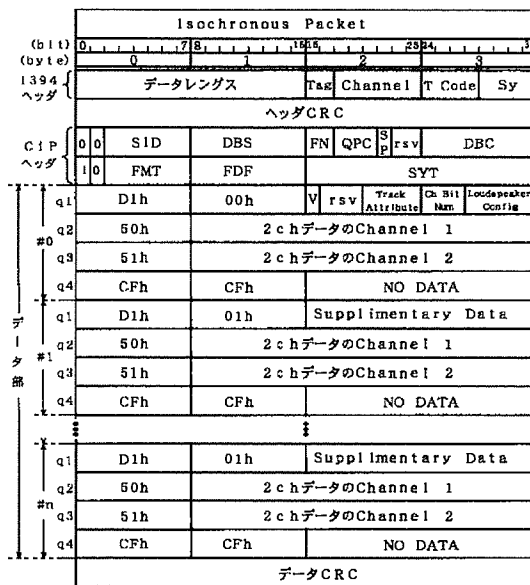 Isochronous Packet
(bit) 0 7 8 15 16 23 24 3
(byte) 0 1 2 3
1394 ヘッダ データレングス Tag Channel T Code Sy
ヘッダCRC
CIP ヘッダ 0 0 SID DBS FN QPC SP rsv DBC
1 0 FMT FDF SYT
データ部
#0 q1 D1h 00h V rsv Track Attribute Ch Bit Num Loudspeaker Config
q2 50h 2chデータのChannel 1
q3 51h 2chデータのChannel 2
q4 CFh CFh NO DATA
#1 q1 D1h 01h Supplimentary Data
q2 50h 2chデータのChannel 1
q3 51h 2chデータのChannel 2
q4 CFh CFh NO DATA
#n q1 D1h 01h Supplimentary Data
q2 50h 2chデータのChannel 1
q3 51h 2chデータのChannel 2
q4 CFh CFh NO DATA
データCRC